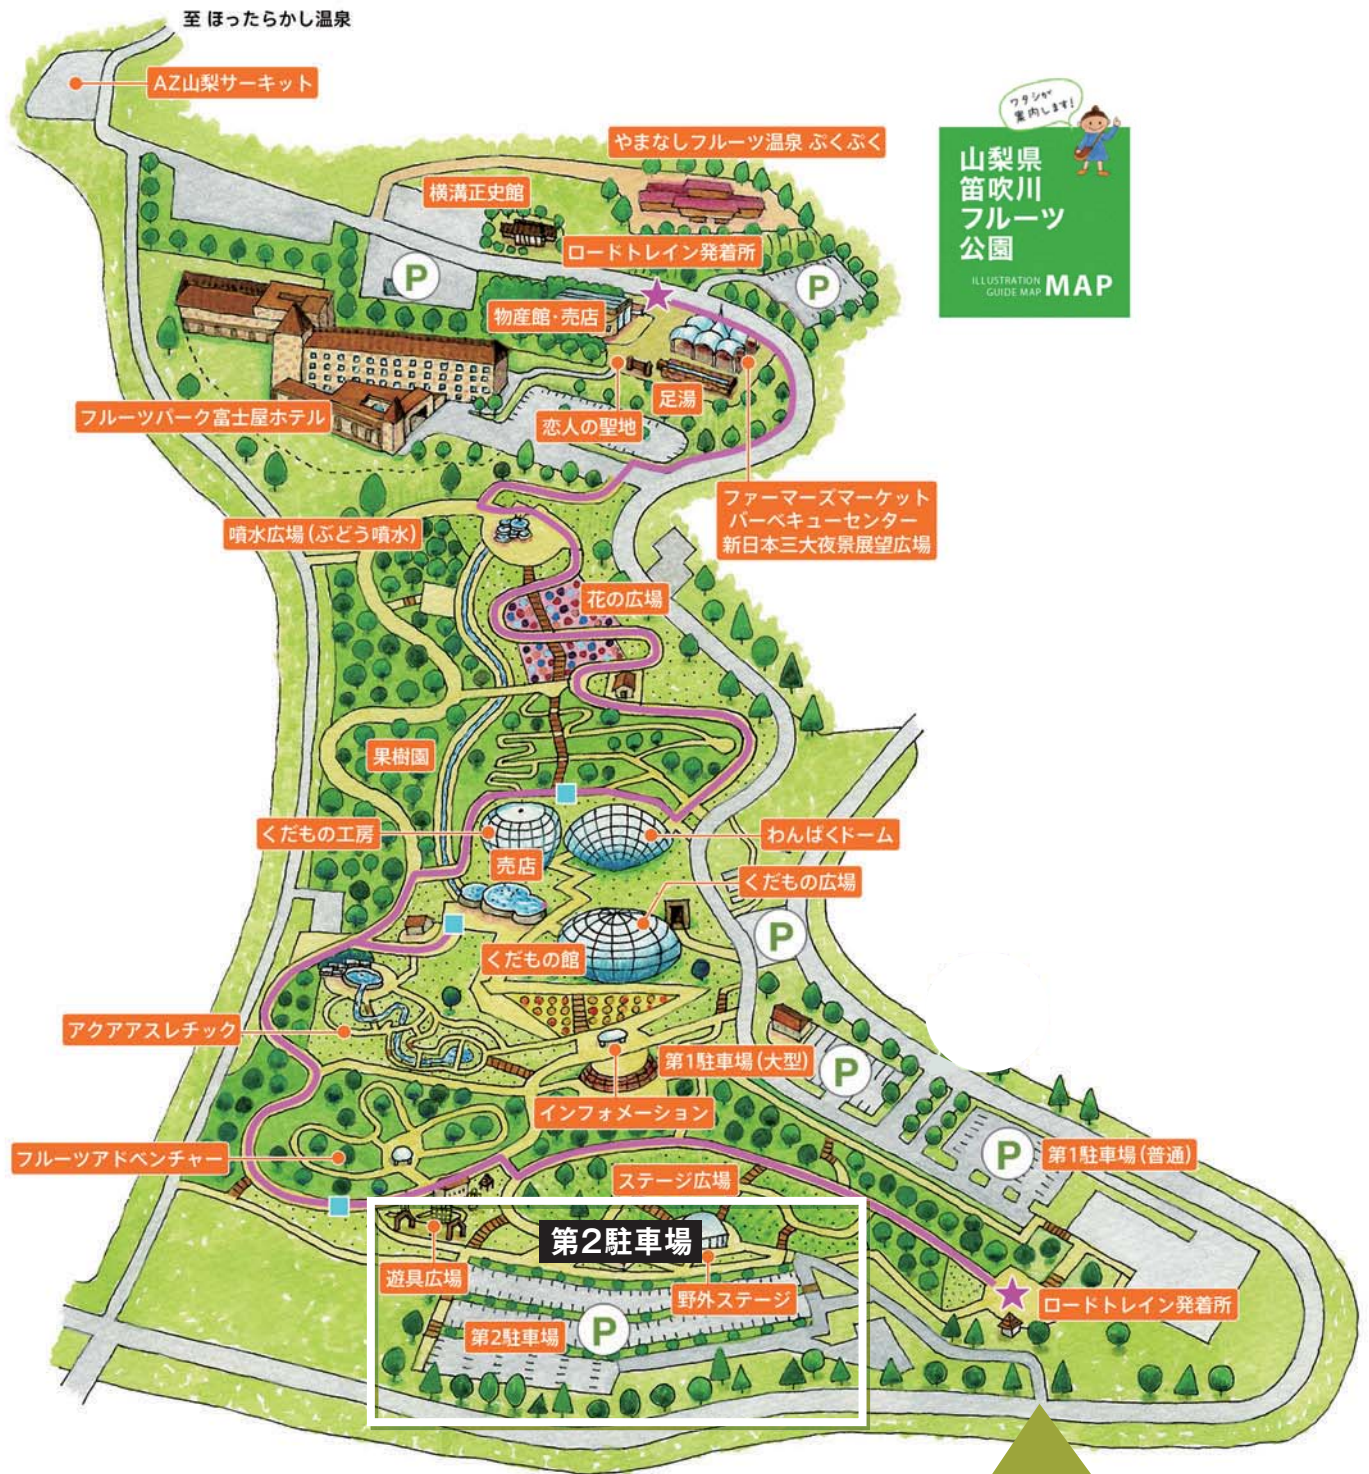 至 ほったらかし温泉
AZ山梨サーキット
ワタシが
案内します!
やまなしフルーツ温泉 ぷくぷく
山梨県
笛吹川
フルーツ
公園
ILLUSTRATION
GUIDE MAP MAP
横溝正史館
ロードトレイン発着所
P
P
物産館・売店
足湯
フルーツパーク富士屋ホテル
恋人の聖地
ファーマーズマーケット
バーベキューセンター
新日本三大夜景展望広場
噴水広場(ぶどう噴水)
花の広場
果樹園
くだもの工房
わんぱくドーム
売店
くだもの広場
P
くだもの館
アクアアスレチック
第1駐車場(大型)
P
インフォメーション
フルーツアドベンチャー
P
第1駐車場(普通)
ステージ広場
第2駐車場
遊具広場
野外ステージ
ロードトレイン発着所
第2駐車場
P